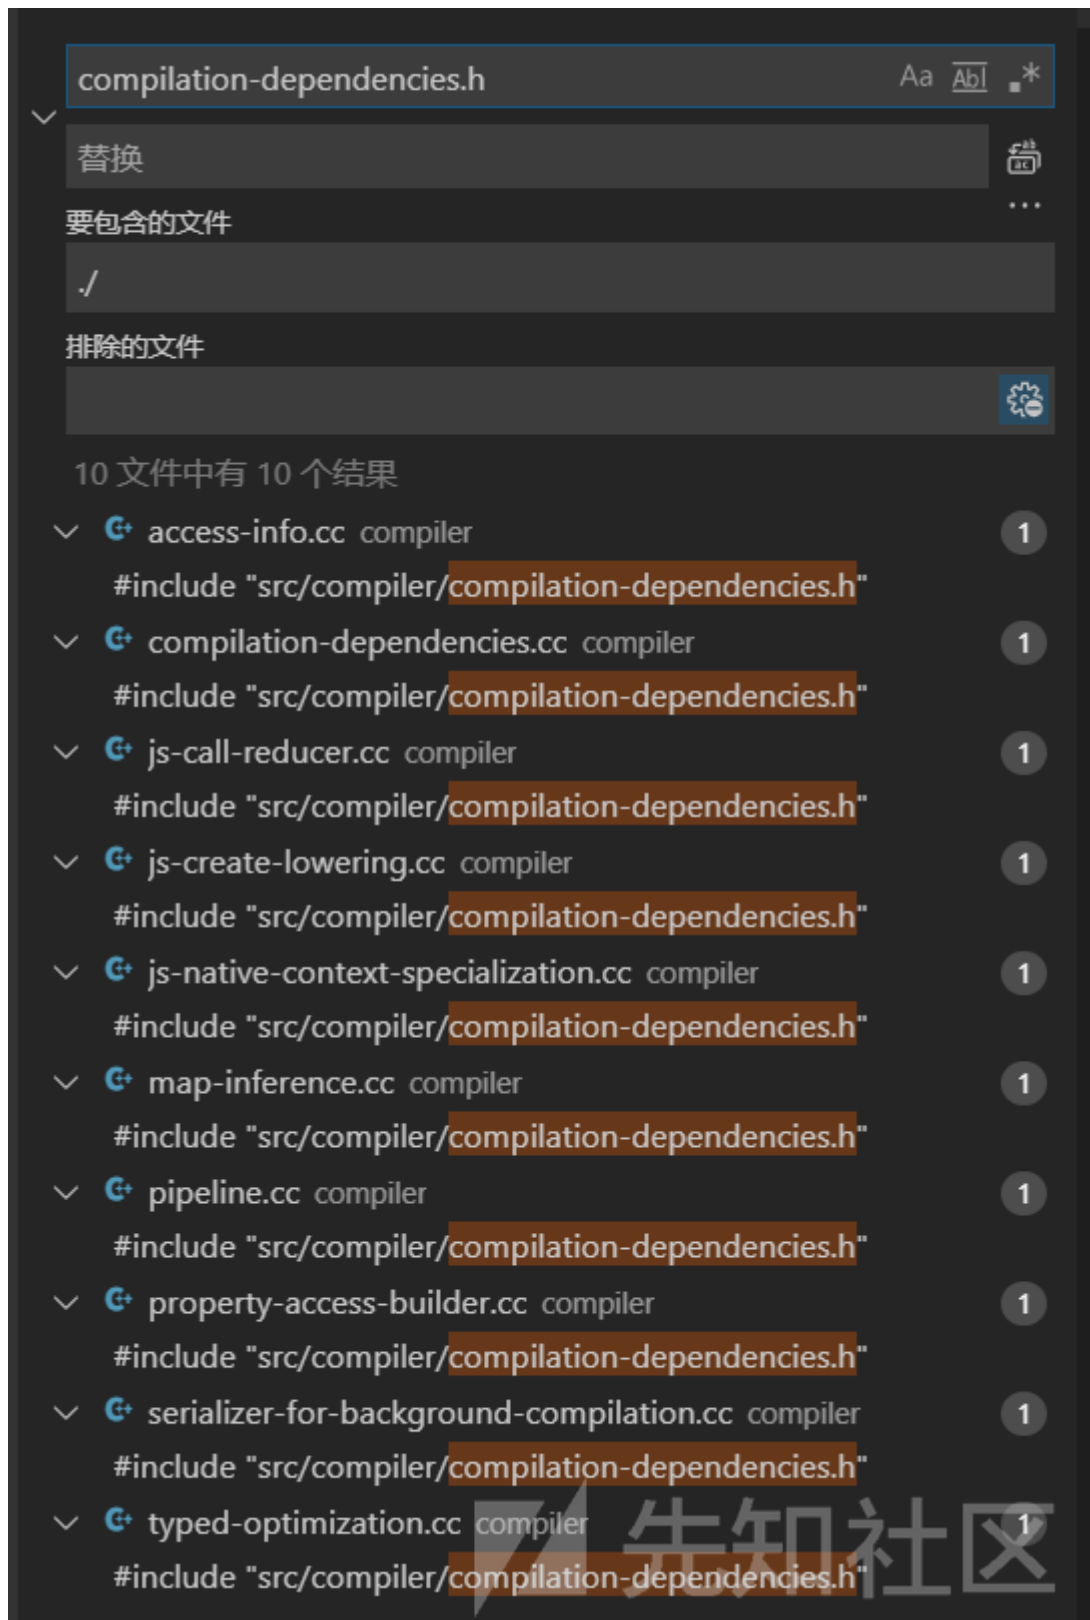 compilation-dependencies.h Aa Abl .*
替换
要包含的文件
./
排除的文件
10 文件中有 10 个结果
access-info.cc compiler 1
#include "src/compiler/compilation-dependencies.h"
compilation-dependencies.cc compiler 1
#include "src/compiler/compilation-dependencies.h"
js-call-reducer.cc compiler 1
#include "src/compiler/compilation-dependencies.h"
js-create-lowering.cc compiler 1
#include "src/compiler/compilation-dependencies.h"
js-native-context-specialization.cc compiler 1
#include "src/compiler/compilation-dependencies.h"
map-inference.cc compiler 1
#include "src/compiler/compilation-dependencies.h"
pipeline.cc compiler 1
#include "src/compiler/compilation-dependencies.h"
property-access-builder.cc compiler 1
#include "src/compiler/compilation-dependencies.h"
serializer-for-background-compilation.cc compiler 1
#include "src/compiler/compilation-dependencies.h"
typed-optimization.cc compiler 1
#include "src/compiler/compilation-dependencies.h"
先知社区